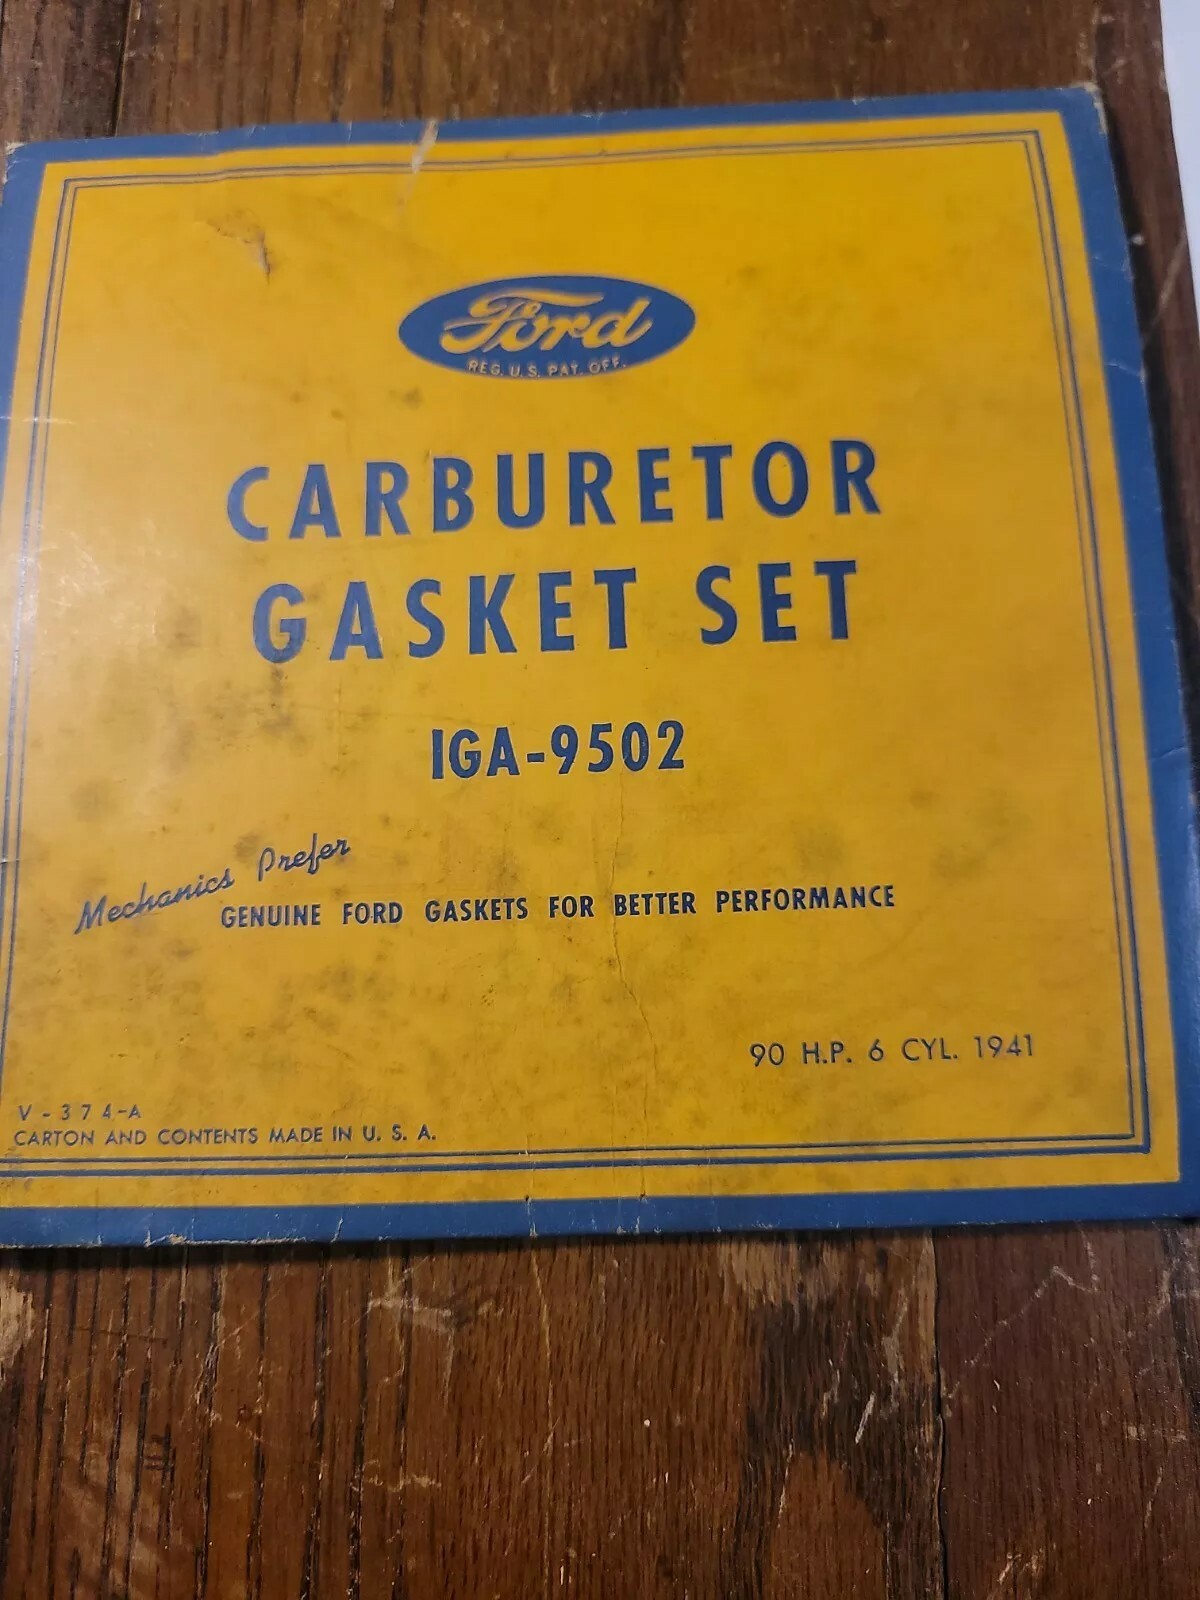 Ford
REG. U.S. PAT. OFF.
CARBURETOR
GASKET SET
IGA-9502
Mechanics Prefer
GENUINE FORD GASKETS FOR BETTER PERFORMANCE
90 H.P. 6 CYL. 1941
V-374-A
CARTON AND CONTENTS MADE IN U. S. A.